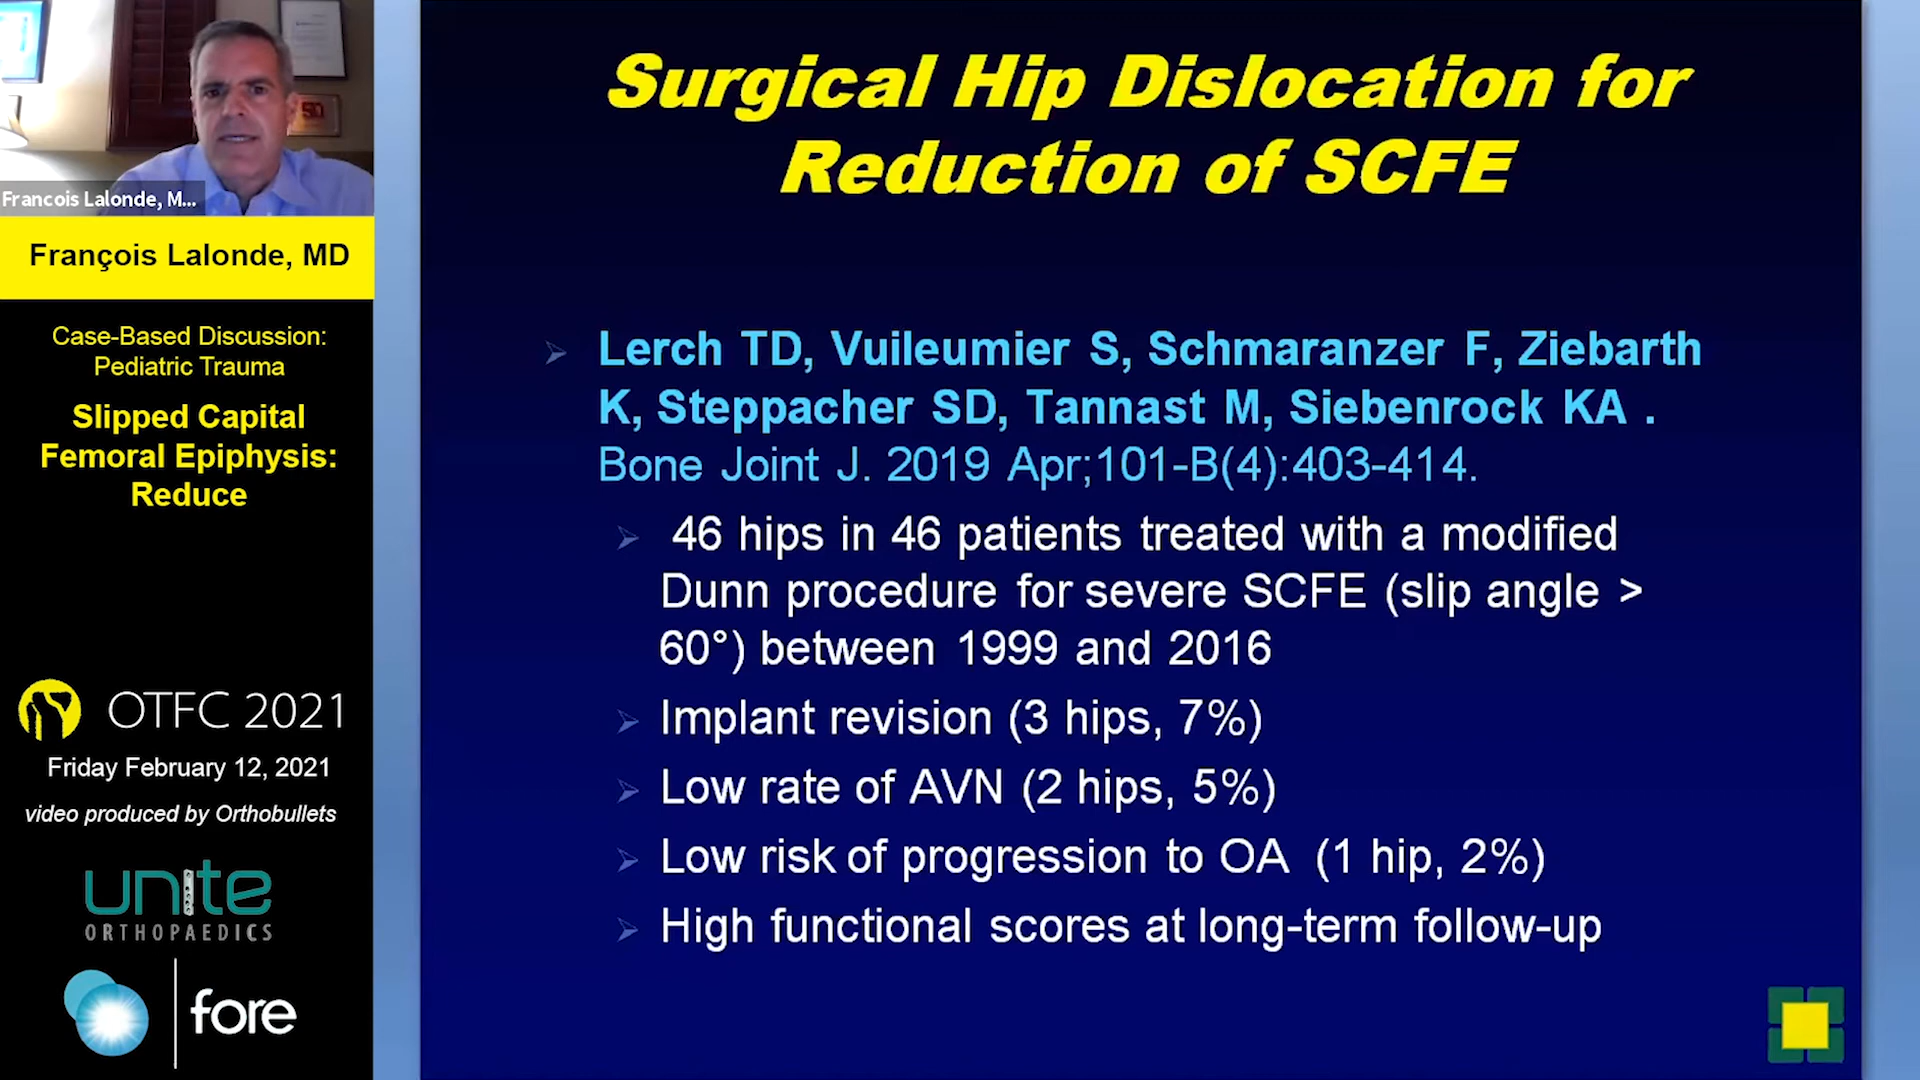 Francois Lalonde, M...
François Lalonde, MD
Case-Based Discussion:
Pediatric Trauma
Slipped Capital
Femoral Epiphysis:
Reduce
OTFC 2021
Friday February 12, 2021
video produced by Orthobullets
unite
ORTHOPAEDICS
fore
Surgical Hip Dislocation for
Reduction of SCFE
Lerch TD, Vuileumier S, Schmaranzer F, Ziebarth
K, Steppacher SD, Tannast M, Siebenrock KA .
Bone Joint J. 2019 Apr;101-B(4):403-414.
46 hips in 46 patients treated with a modified
Dunn procedure for severe SCFE (slip angle >
60°) between 1999 and 2016
Implant revision (3 hips, 7%)
Low rate of AVN (2 hips, 5%)
Low risk of progression to OA (1 hip, 2%)
High functional scores at long-term follow-up